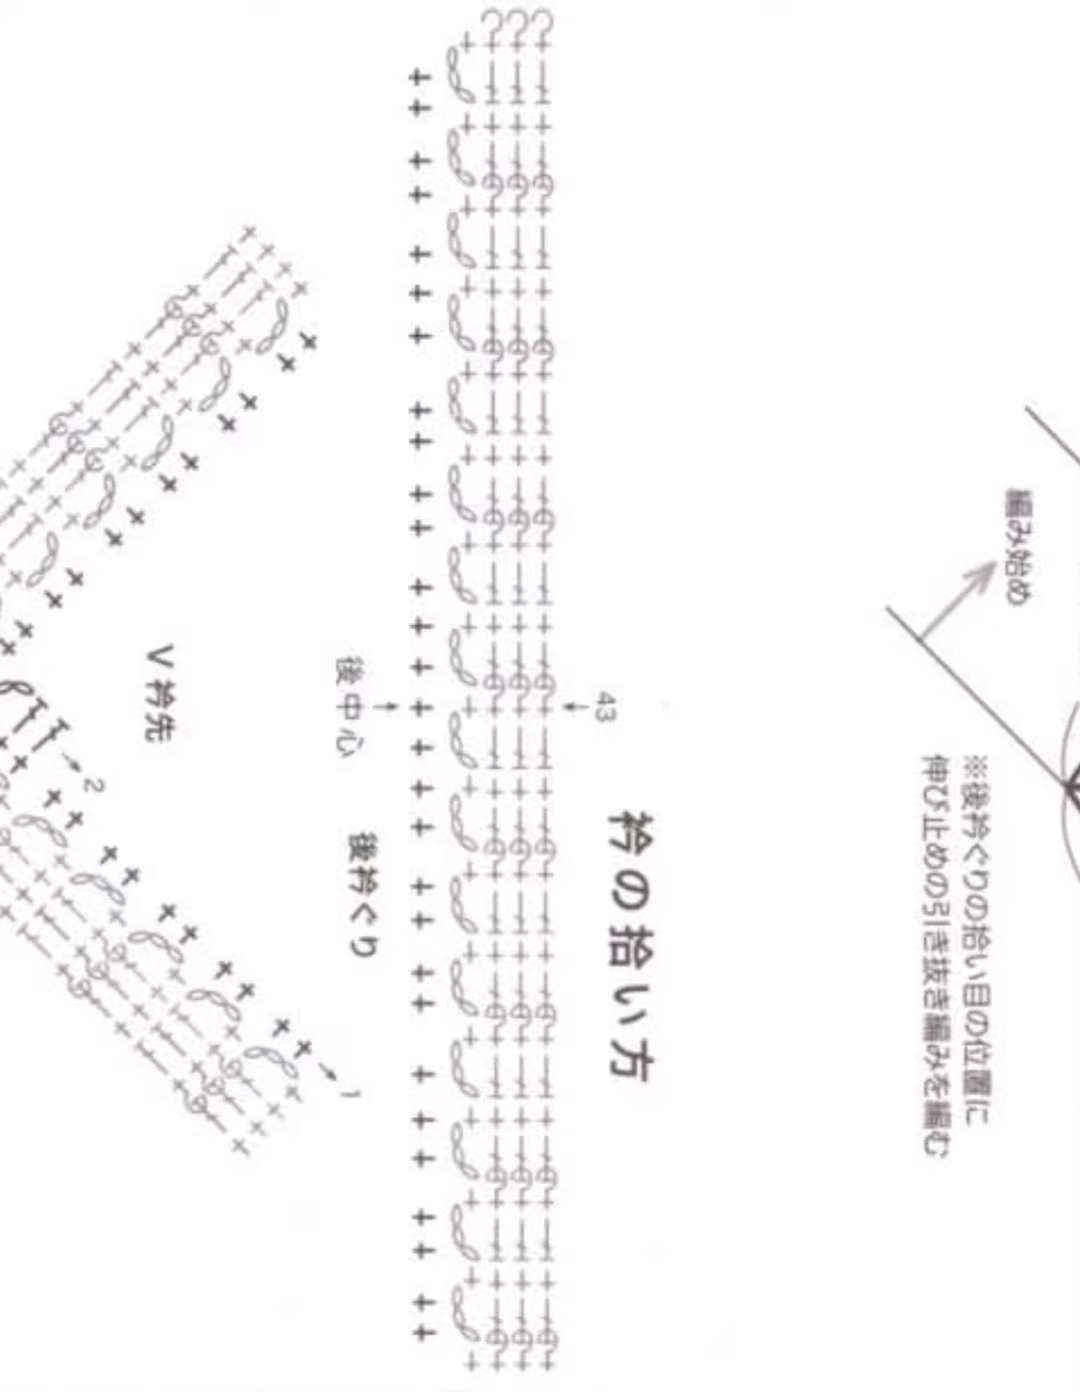 衿の拾い方
43
後中心
後衿ぐり
V衿先
1
2
編み始め
※後衿ぐりの拾い目の位置に
伸び止めの引き抜き編みを編む